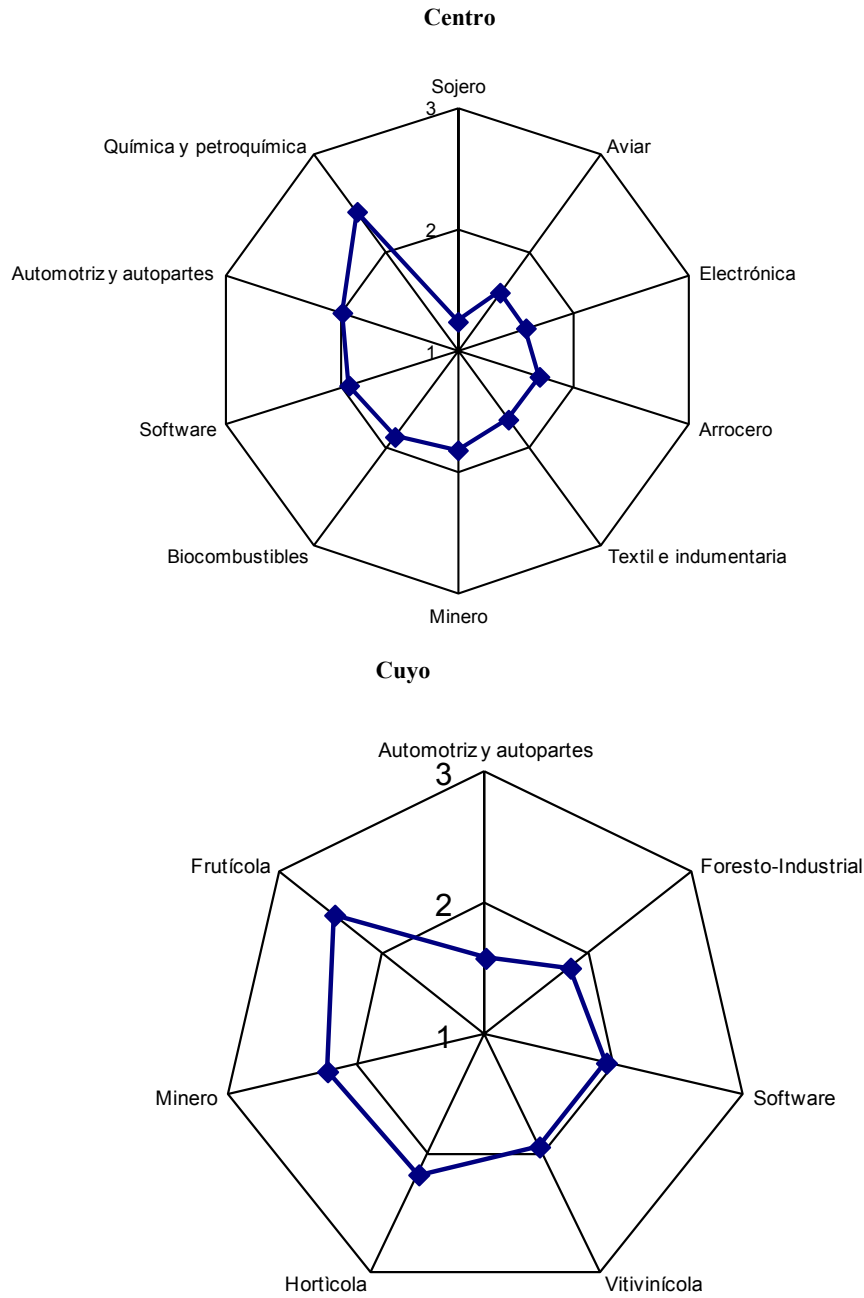 Centro
Sojero
3
Química y petroquímica
Aviar
2
Automotriz y autopartes
Electrónica
1
Software
Arrocero
Biocombustibles
Textil e indumentaria
Minero
Cuyo
Automotriz y autopartes
3
Frutícola
Foresto-Industrial
2
1
Minero
Software
Hortìcola
Vitivinícola